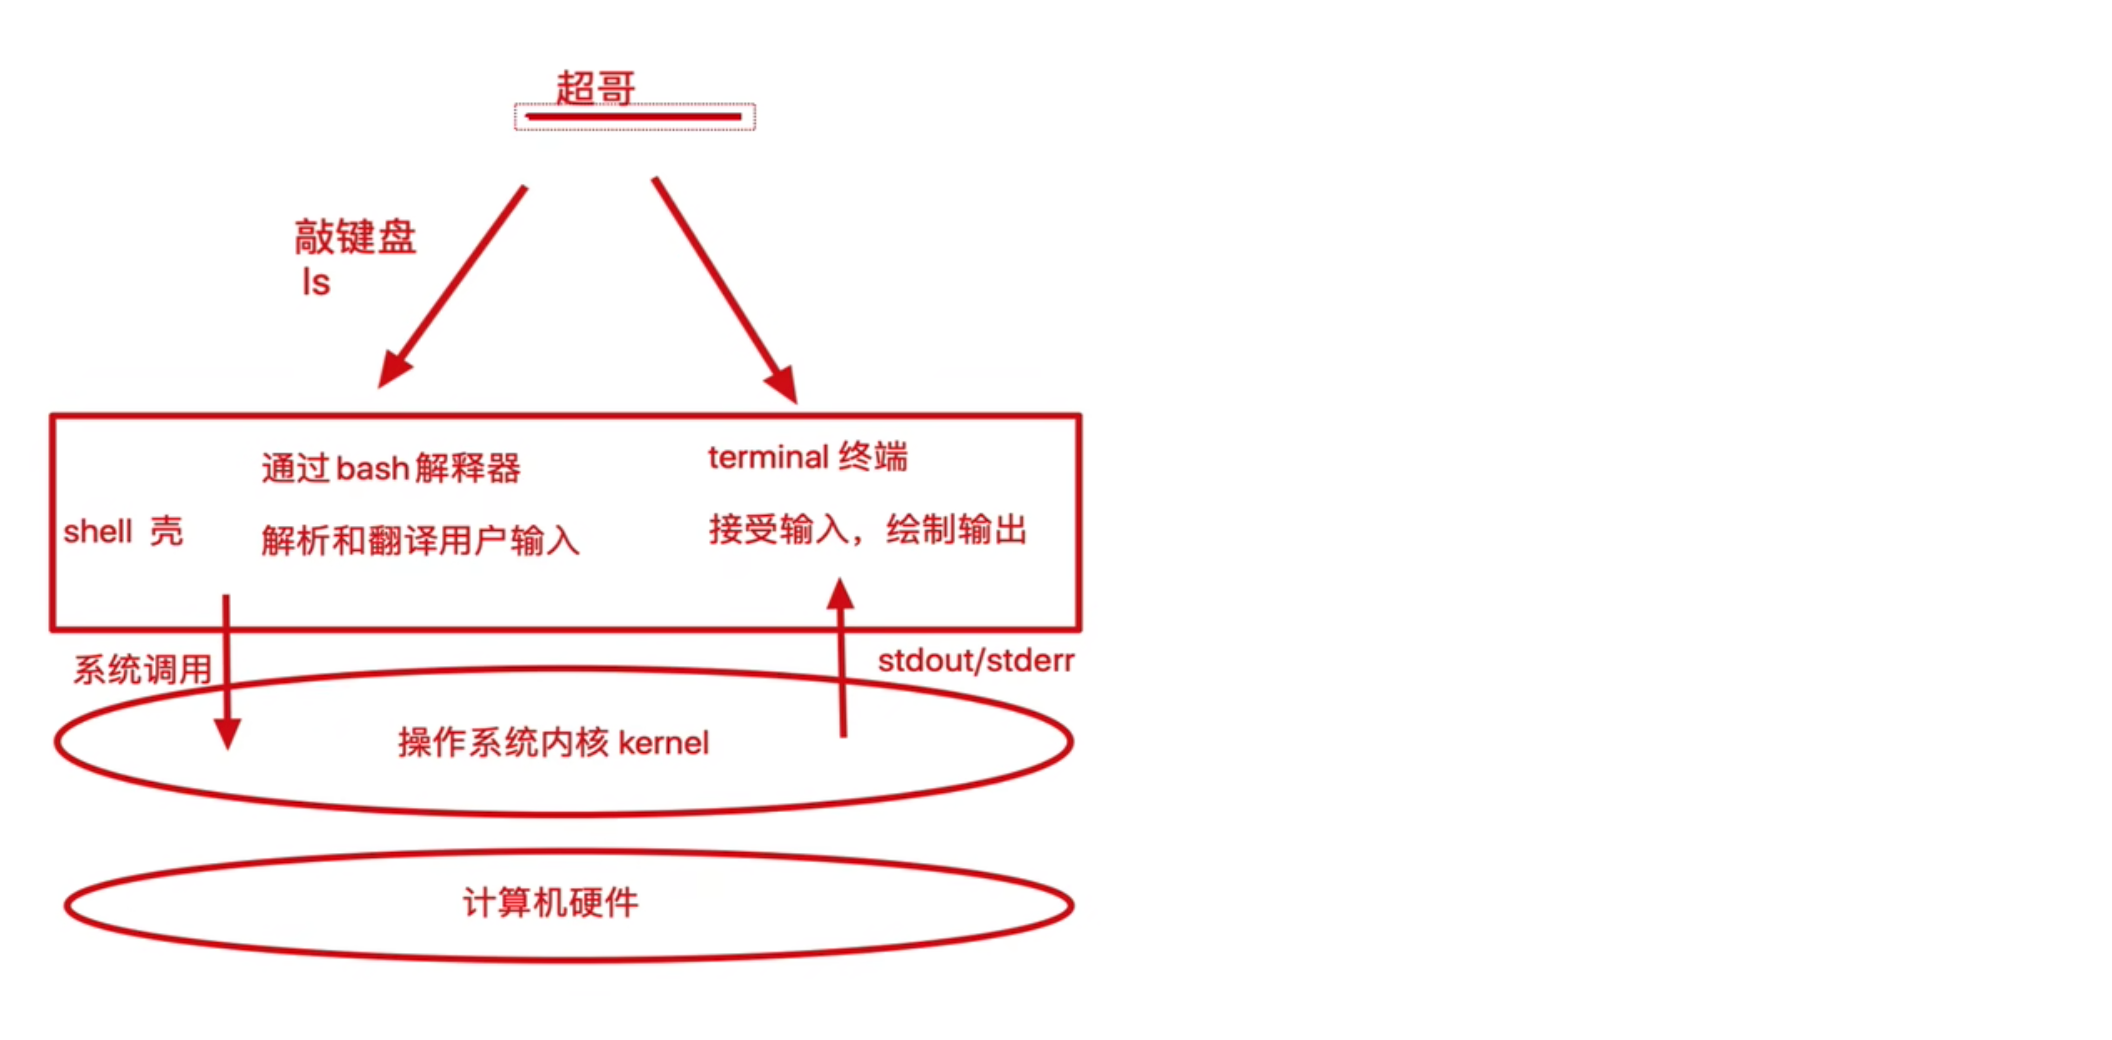 超哥
敲键盘
ls
通过bash解释器
terminal 终端
shell 壳
解析和翻译用户输入
接受输入，绘制输出
系统调用
stdout/stderr
操作系统内核 kernel
计算机硬件